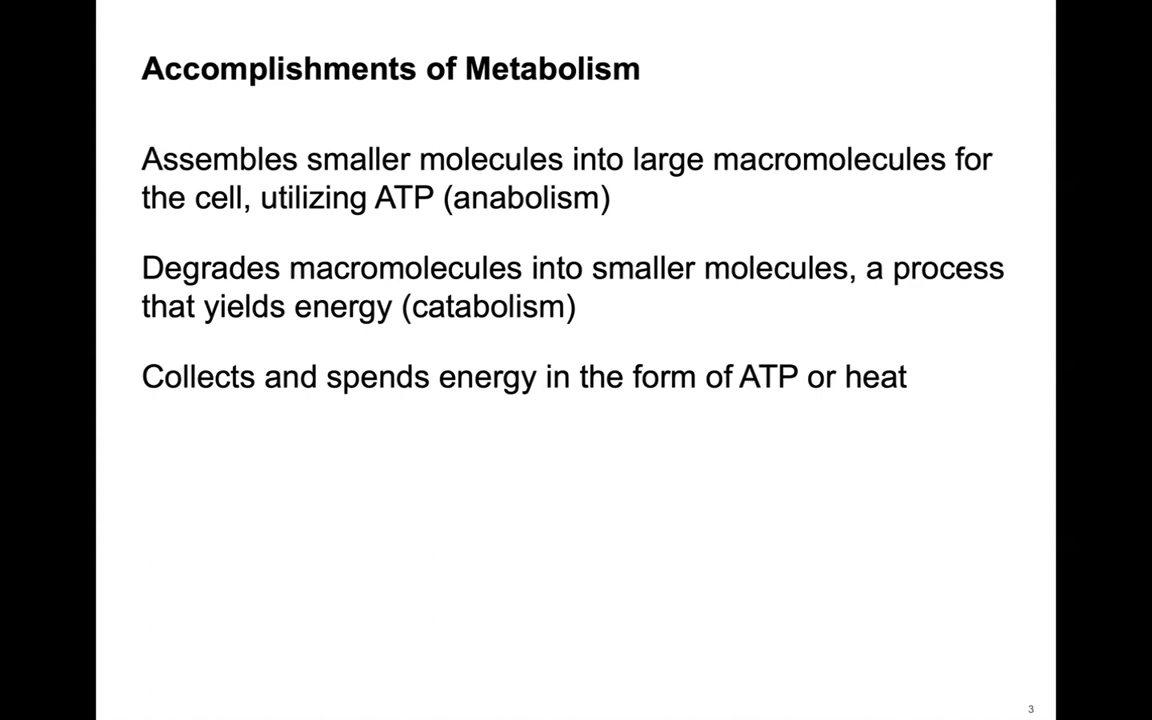 Accomplishments of Metabolism
Assembles smaller molecules into large macromolecules for
the cell, utilizing ATP (anabolism)
Degrades macromolecules into smaller molecules, a process
that yields energy (catabolism)
Collects and spends energy in the form of ATP or heat
3